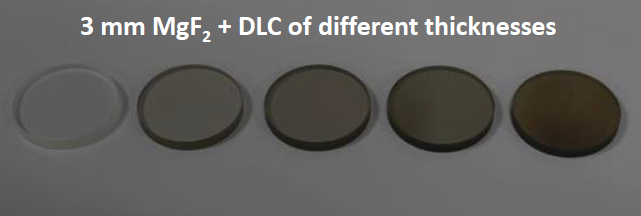 3 mm MgF₂ + DLC of different thicknesses